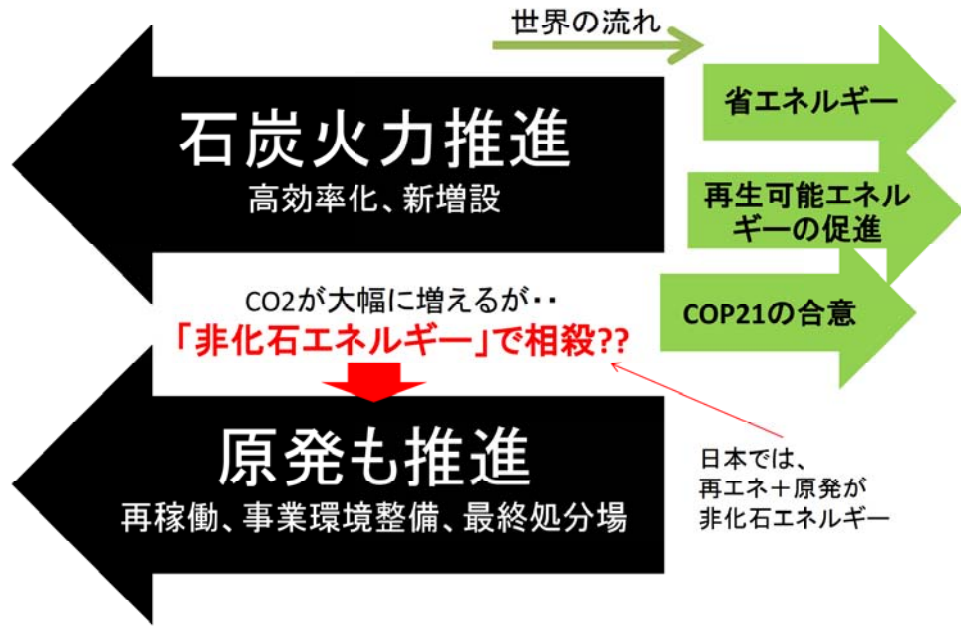 世界の流れ
石炭火力推進
高効率化、新増設
省エネルギー
再生可能エネル
ギーの促進
COP21の合意
CO2が大幅に増えるが・・
「非化石エネルギー」で相殺??
原発も推進
再稼働、事業環境整備、最終処分場
日本では、
再エネ＋原発が
非化石エネルギー